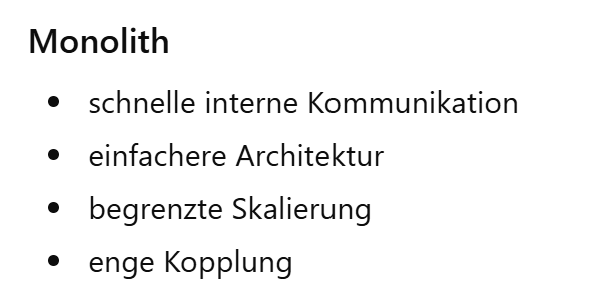 Monolith
• schnelle interne Kommunikation
• einfachere Architektur
• begrenzte Skalierung
• enge Kopplung